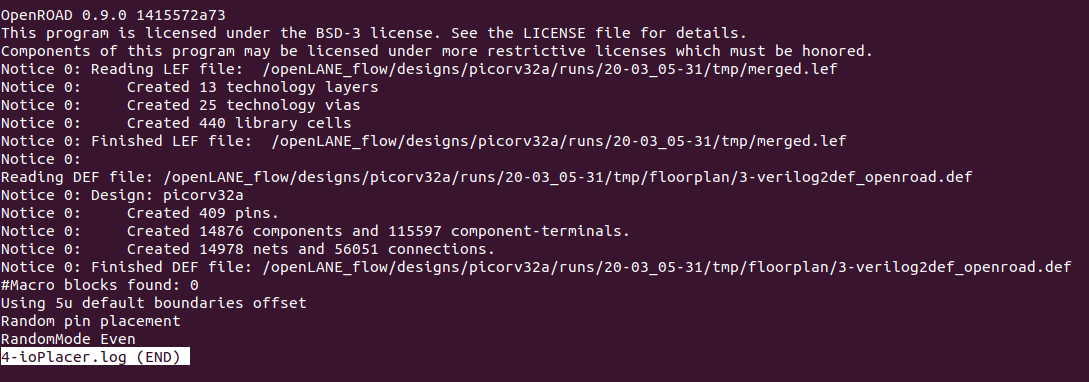 OpenROAD 0.9.0 1415572a73
This program is licensed under the BSD-3 license. See the LICENSE file for details.
Components of this program may be licensed under more restrictive licenses which must be honored.
Notice 0: Reading LEF file:  /openLANE_flow/designs/picorv32a/runs/20-03_05-31/tmp/merged.lef
Notice 0:     Created 13 technology layers
Notice 0:     Created 25 technology vias
Notice 0:     Created 440 library cells
Notice 0: Finished LEF file:  /openLANE_flow/designs/picorv32a/runs/20-03_05-31/tmp/merged.lef
Notice 0:
Reading DEF file: /openLANE_flow/designs/picorv32a/runs/20-03_05-31/tmp/floorplan/3-verilog2def_openroad.def
Notice 0: Design: picorv32a
Notice 0:     Created 409 pins.
Notice 0:     Created 14876 components and 115597 component-terminals.
Notice 0:     Created 14978 nets and 56051 connections.
Notice 0: Finished DEF file: /openLANE_flow/designs/picorv32a/runs/20-03_05-31/tmp/floorplan/3-verilog2def_openroad.def
#Macro blocks found: 0
Using 5u default boundaries offset
Random pin placement
RandomMode Even
4-ioPlacer.log (END)